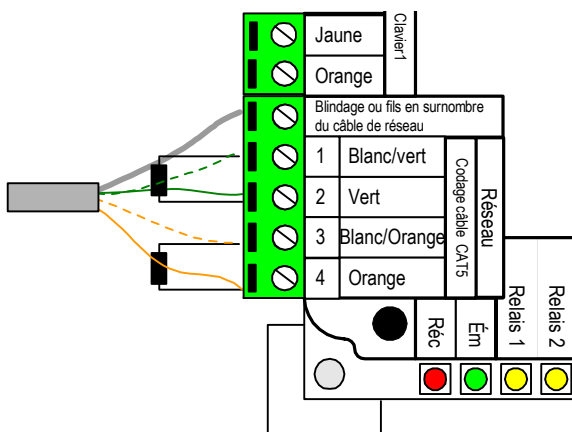 Jaune
Orange
Clavier1
Blindage ou fils en surnombre
du câble de réseau
1 Blanc/vert
2 Vert
3 Blanc/Orange
4 Orange
Codage câble CAT5
Réseau
Réc
Ém
Relais 1
Relais 2